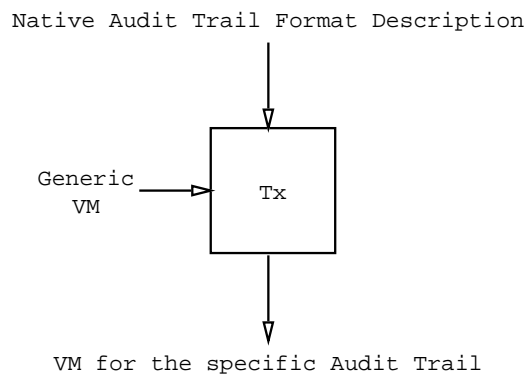 Native Audit Trail Format Description
Generic
VM
Tx
VM for the specific Audit Trail